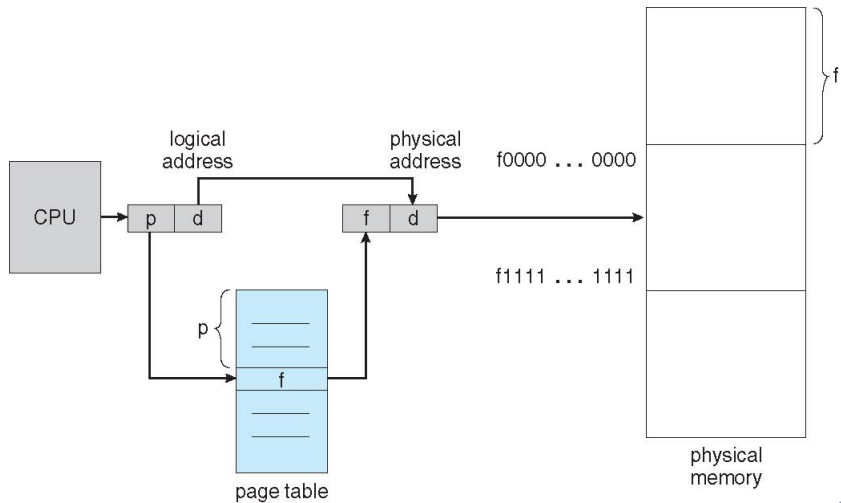 f
logical
address
physical
address
f0000 ... 0000
CPU
p
d
f
d
f1111 ... 1111
p
f
page table
physical
memory